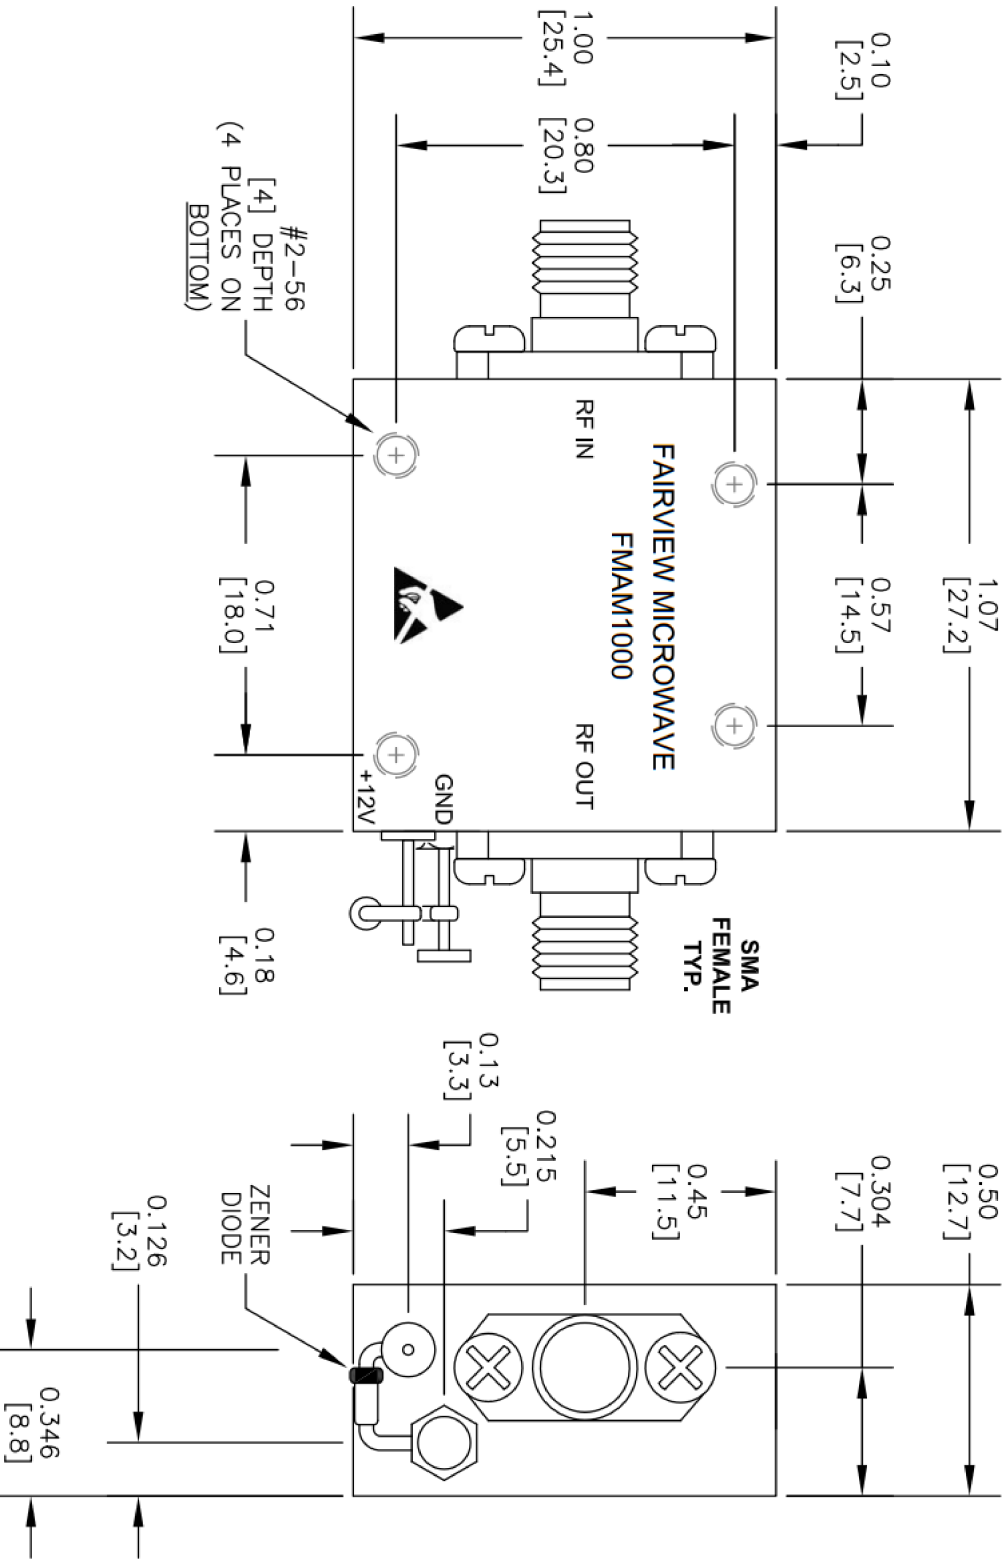 1.07
[27.2]
0.25
[6.3]
0.57
[14.5]
0.10
[2.5]
1.00
[25.4]
0.80
[20.3]
FAIRVIEW MICROWAVE
FMAM1000
RF IN
RF OUT
GND
+12V
SMA
FEMALE
TYP.
#2-56
[4] DEPTH
(4 PLACES ON
BOTTOM)
0.71
[18.0]
0.18
[4.6]
0.50
[12.7]
0.304
[7.7]
0.45
[11.5]
0.215
[5.5]
0.13
[3.3]
ZENER
DIODE
0.126
[3.2]
0.346
[8.8]